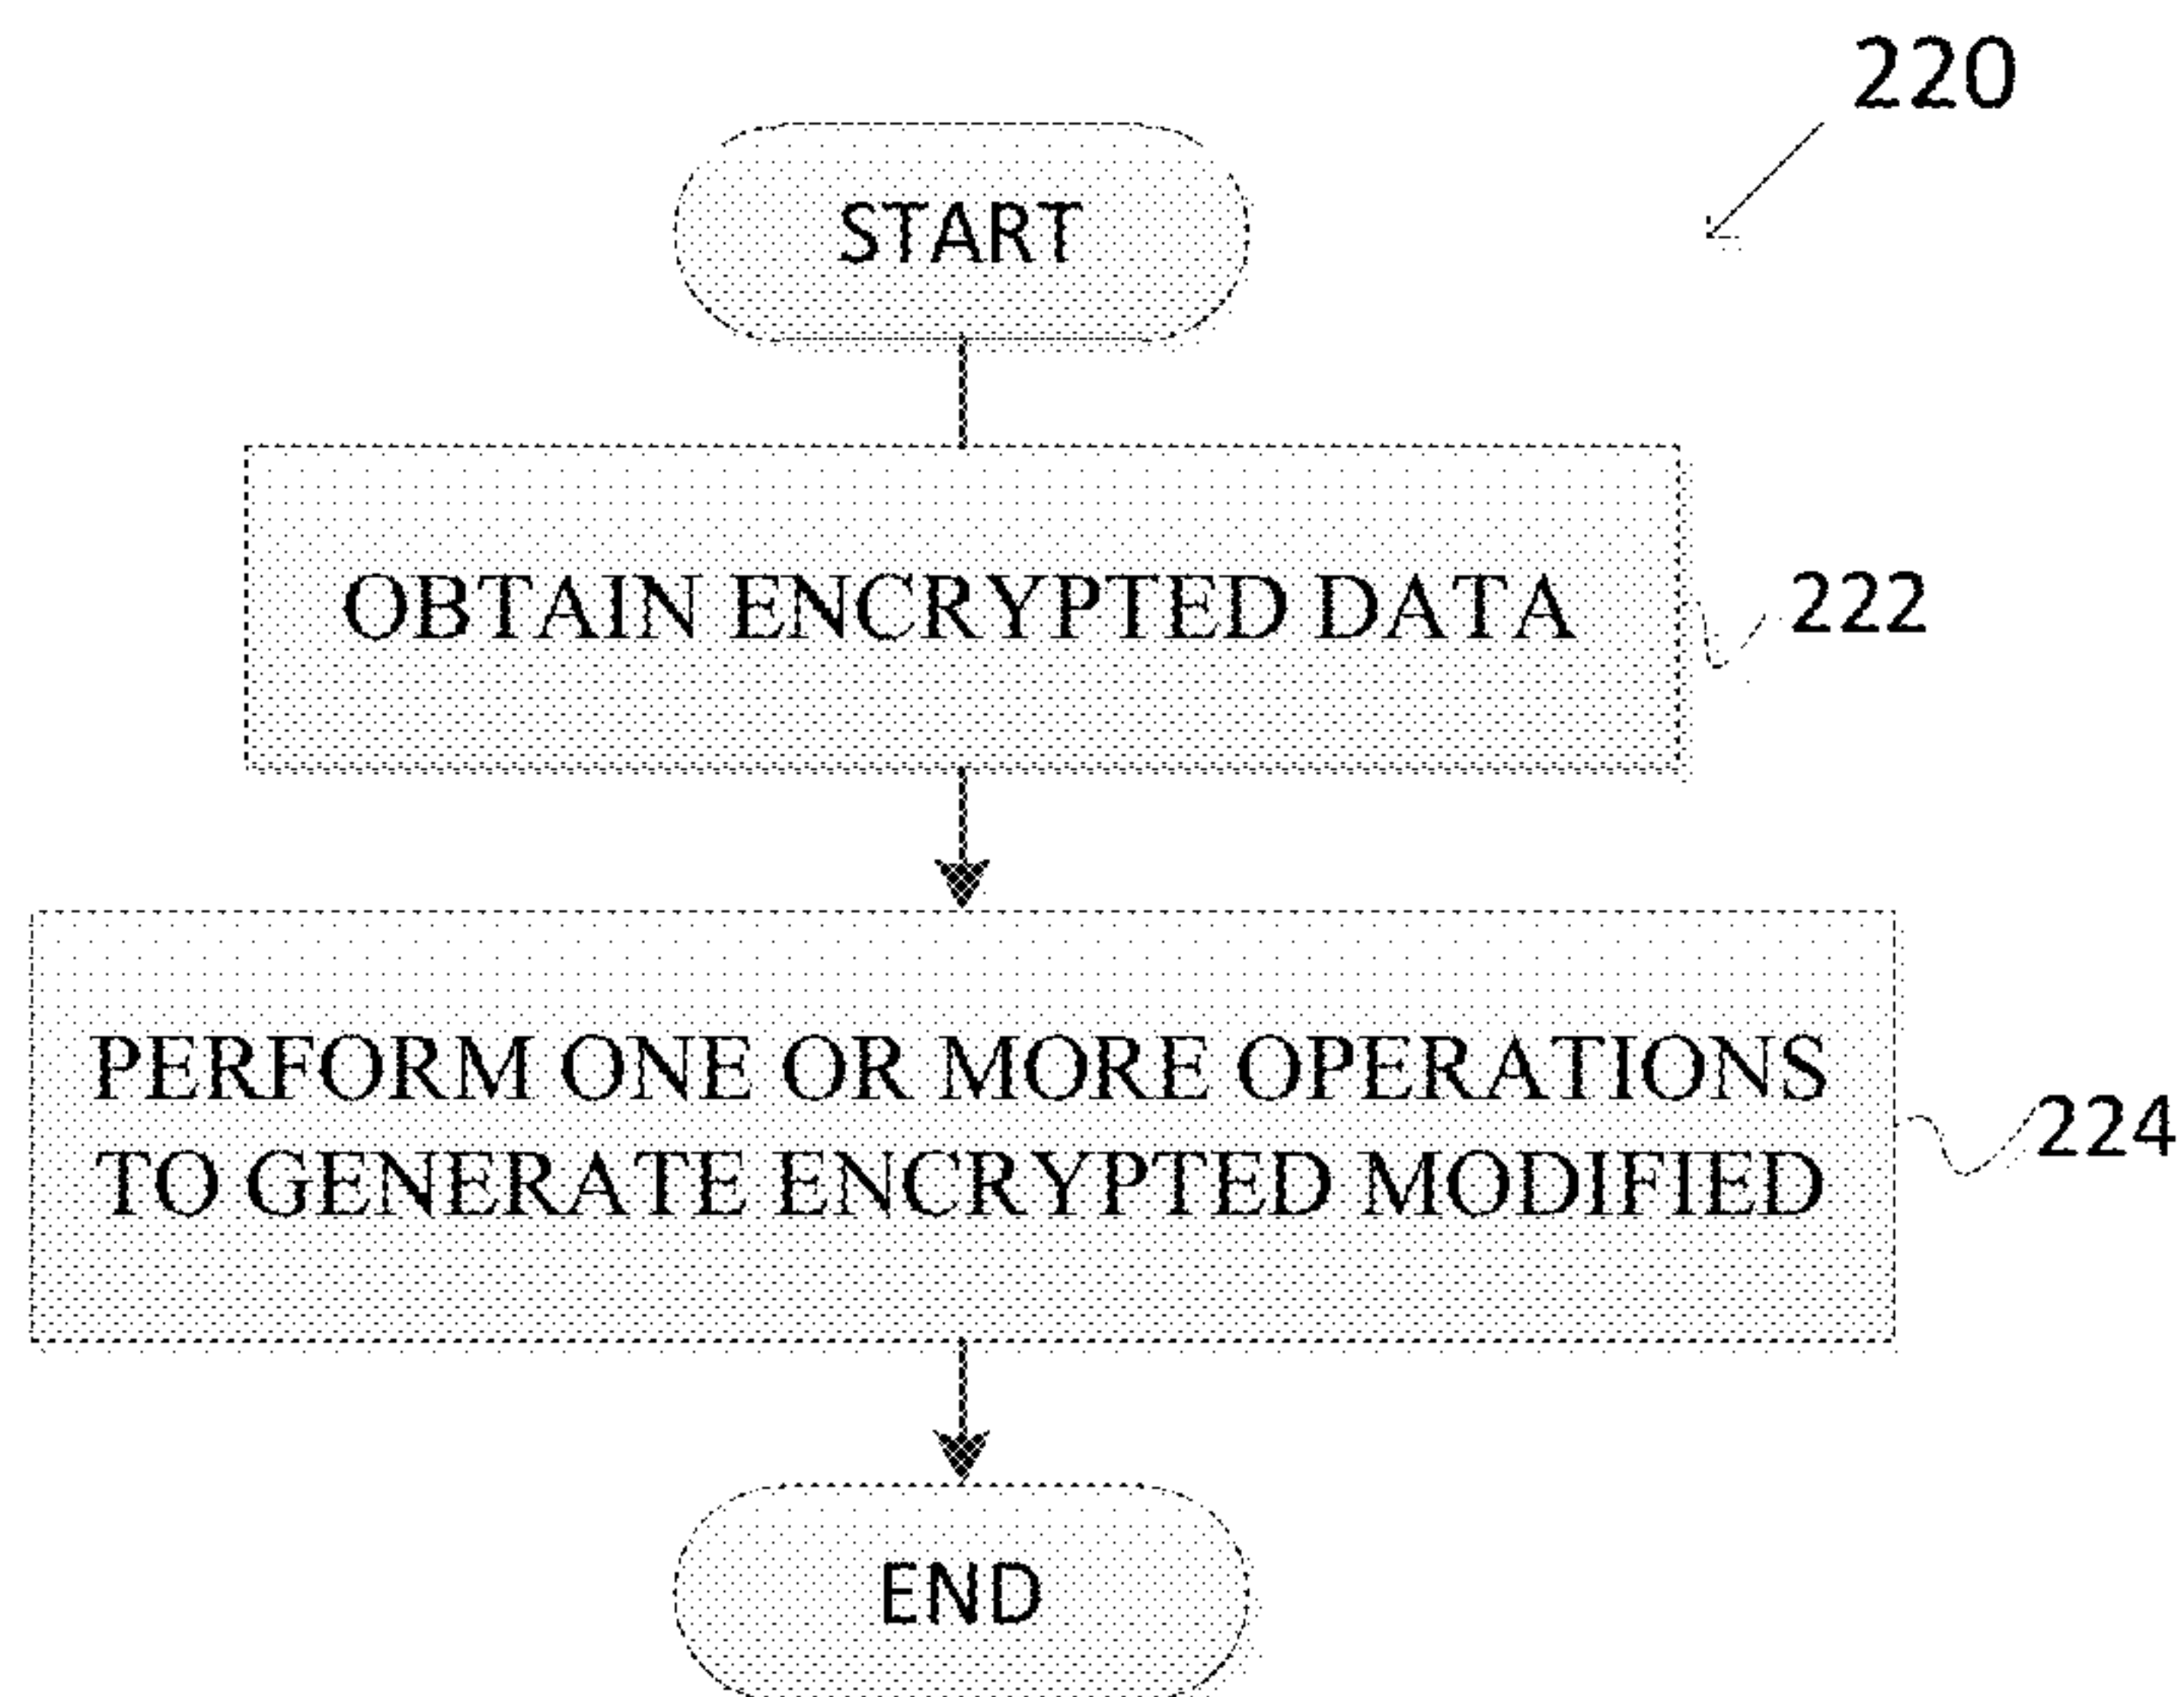 220
START
OBTAIN ENCRYPTED DATA
222
PERFORM ONE OR MORE OPERATIONS
TO GENERATE ENCRYPTED MODIFIED
224
END